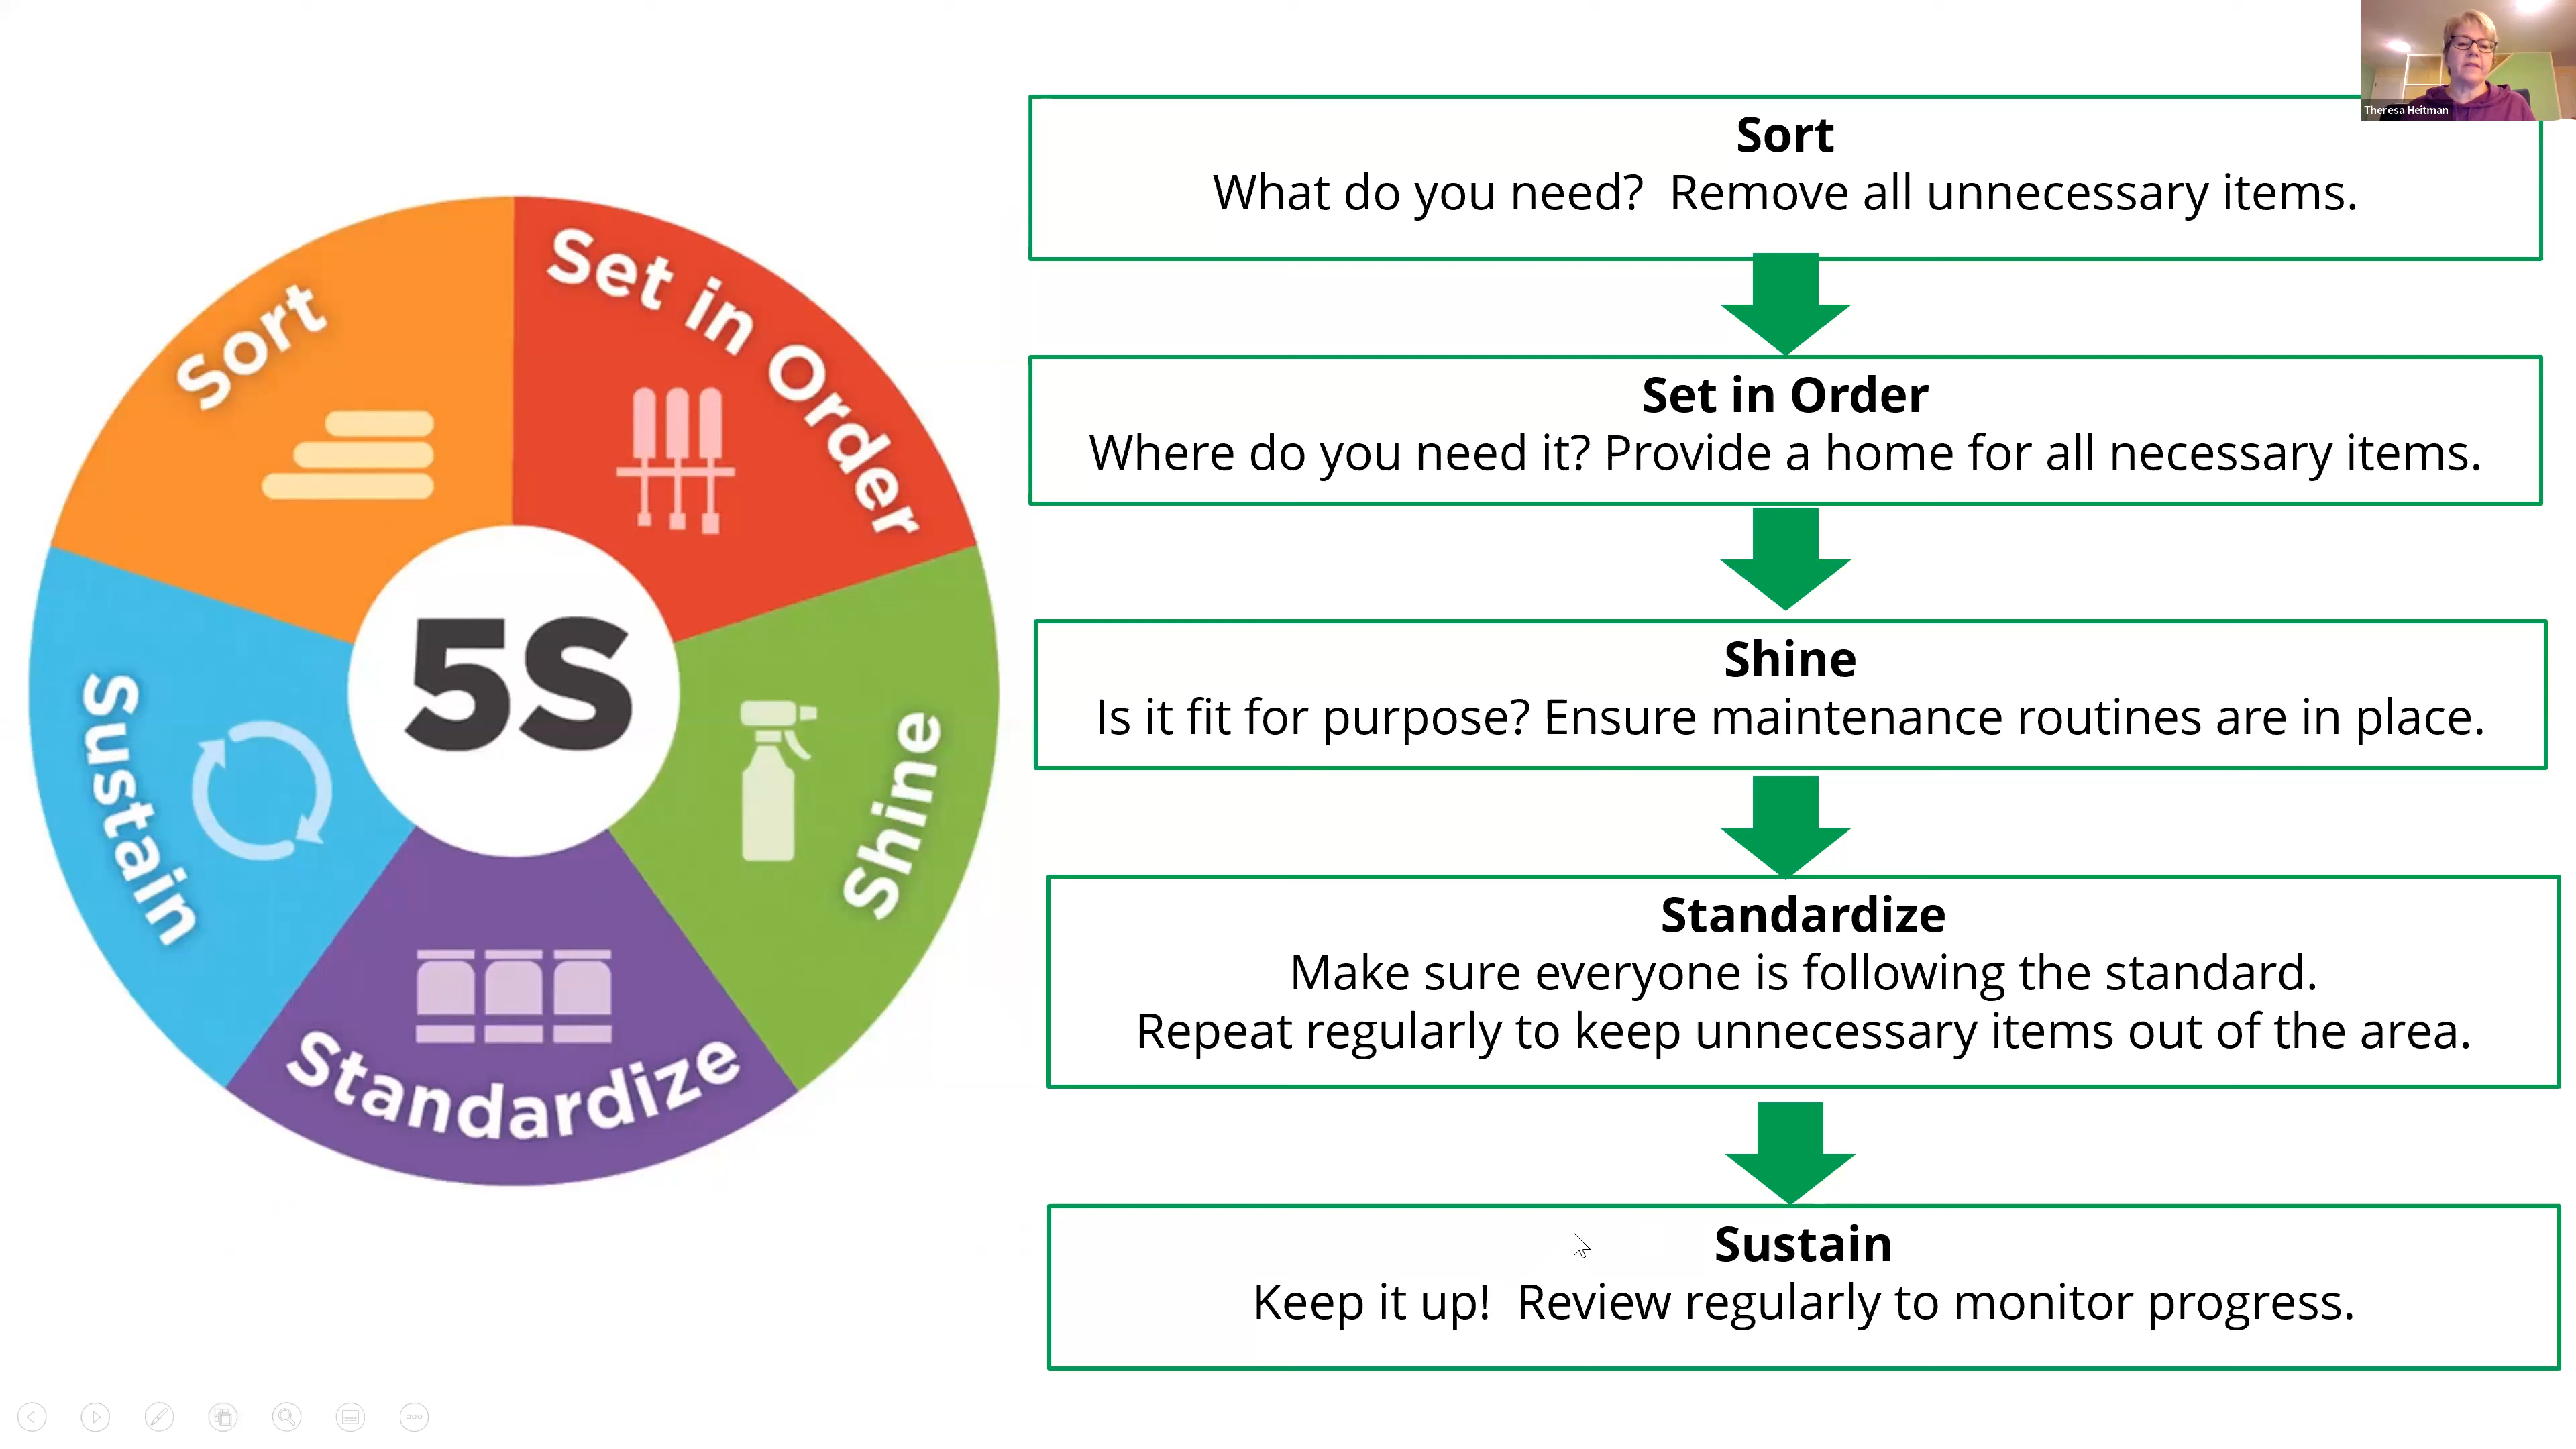 Theresa Heitman
Sort
Set in Order
Shine
Standardize
Sustain
5S
Sort
What do you need?  Remove all unnecessary items.
Set in Order
Where do you need it? Provide a home for all necessary items.
Shine
Is it fit for purpose? Ensure maintenance routines are in place.
Standardize
Make sure everyone is following the standard.
Repeat regularly to keep unnecessary items out of the area.
Sustain
Keep it up!  Review regularly to monitor progress.